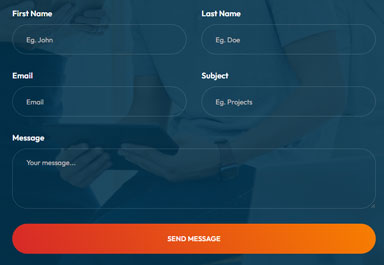 First Name
Last Name
Eg. John
Eg. Doe
Email
Subject
Email
Eg. Projects
Message
Your message...
SEND MESSAGE